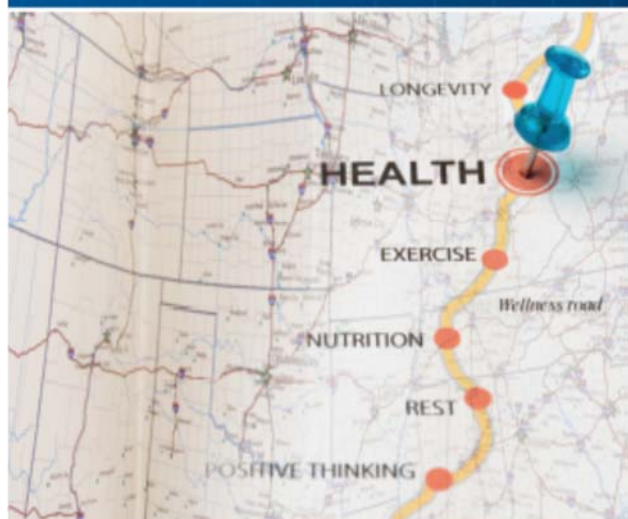 LONGEVITY
HEALTH
EXERCISE
Wellness road
NUTRITION
REST
POSITIVE THINKING